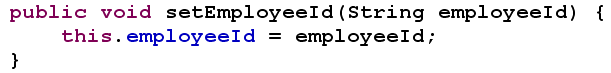 public void setEmployeeId(String employeeId) {
    this.employeeId = employeeId;
}